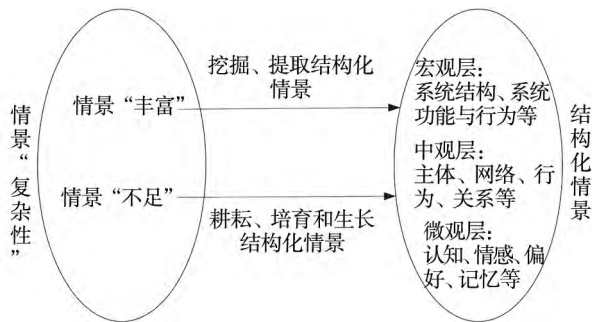 情景“复杂性”
情景“丰富”
情景“不足”
挖掘、提取结构化
情景
耕耘、培育和生长
结构化情景
宏观层：
系统结构、系统
功能与行为等
中观层：
主体、网络、行
为、关系等
微观层：
认知、情感、偏
好、记忆等
结构化情景